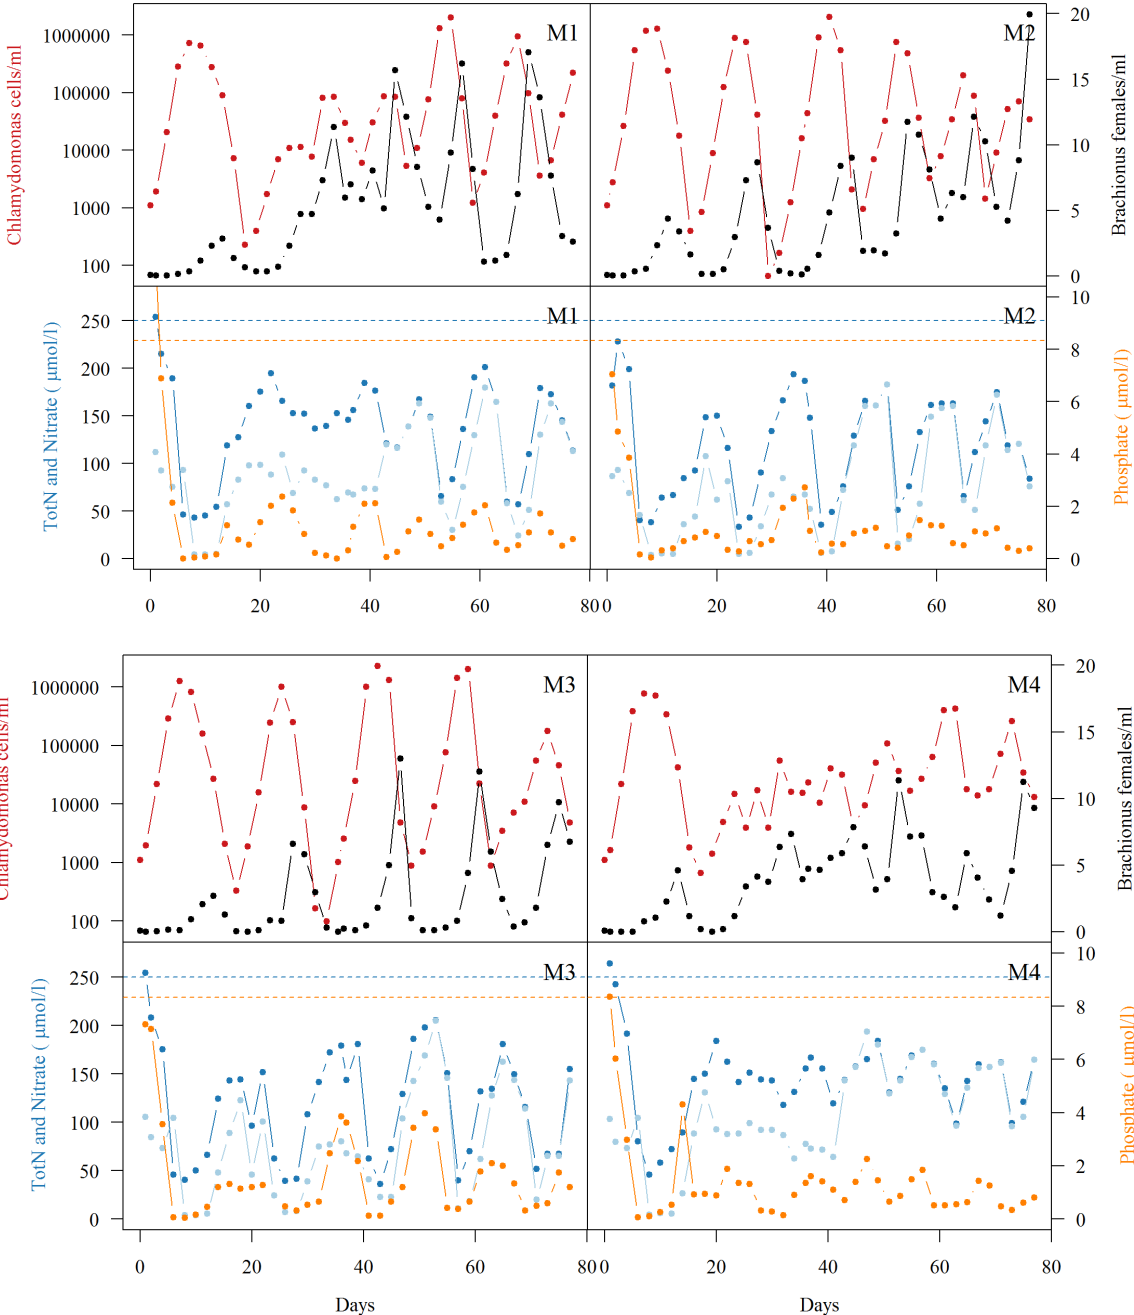 Chlamydomonas cells/ml
1000000
100000
10000
1000
100
M1
M2
20
15
10
5
0
Brachionus females/ml
TotN and Nitrate ( μmol/l)
250
200
150
100
50
0
M1
M2
10
8
6
4
2
0
Phosphate ( μmol/l)
0 20 40 60 80 0 20 40 60 80
Chlamydomonas cells/ml
1000000
100000
10000
1000
100
M3
M4
20
15
10
5
0
Brachionus females/ml
TotN and Nitrate ( μmol/l)
250
200
150
100
50
0
M3
M4
10
8
6
4
2
0
Phosphate ( μmol/l)
0 20 40 60 80 0 20 40 60 80
Days Days